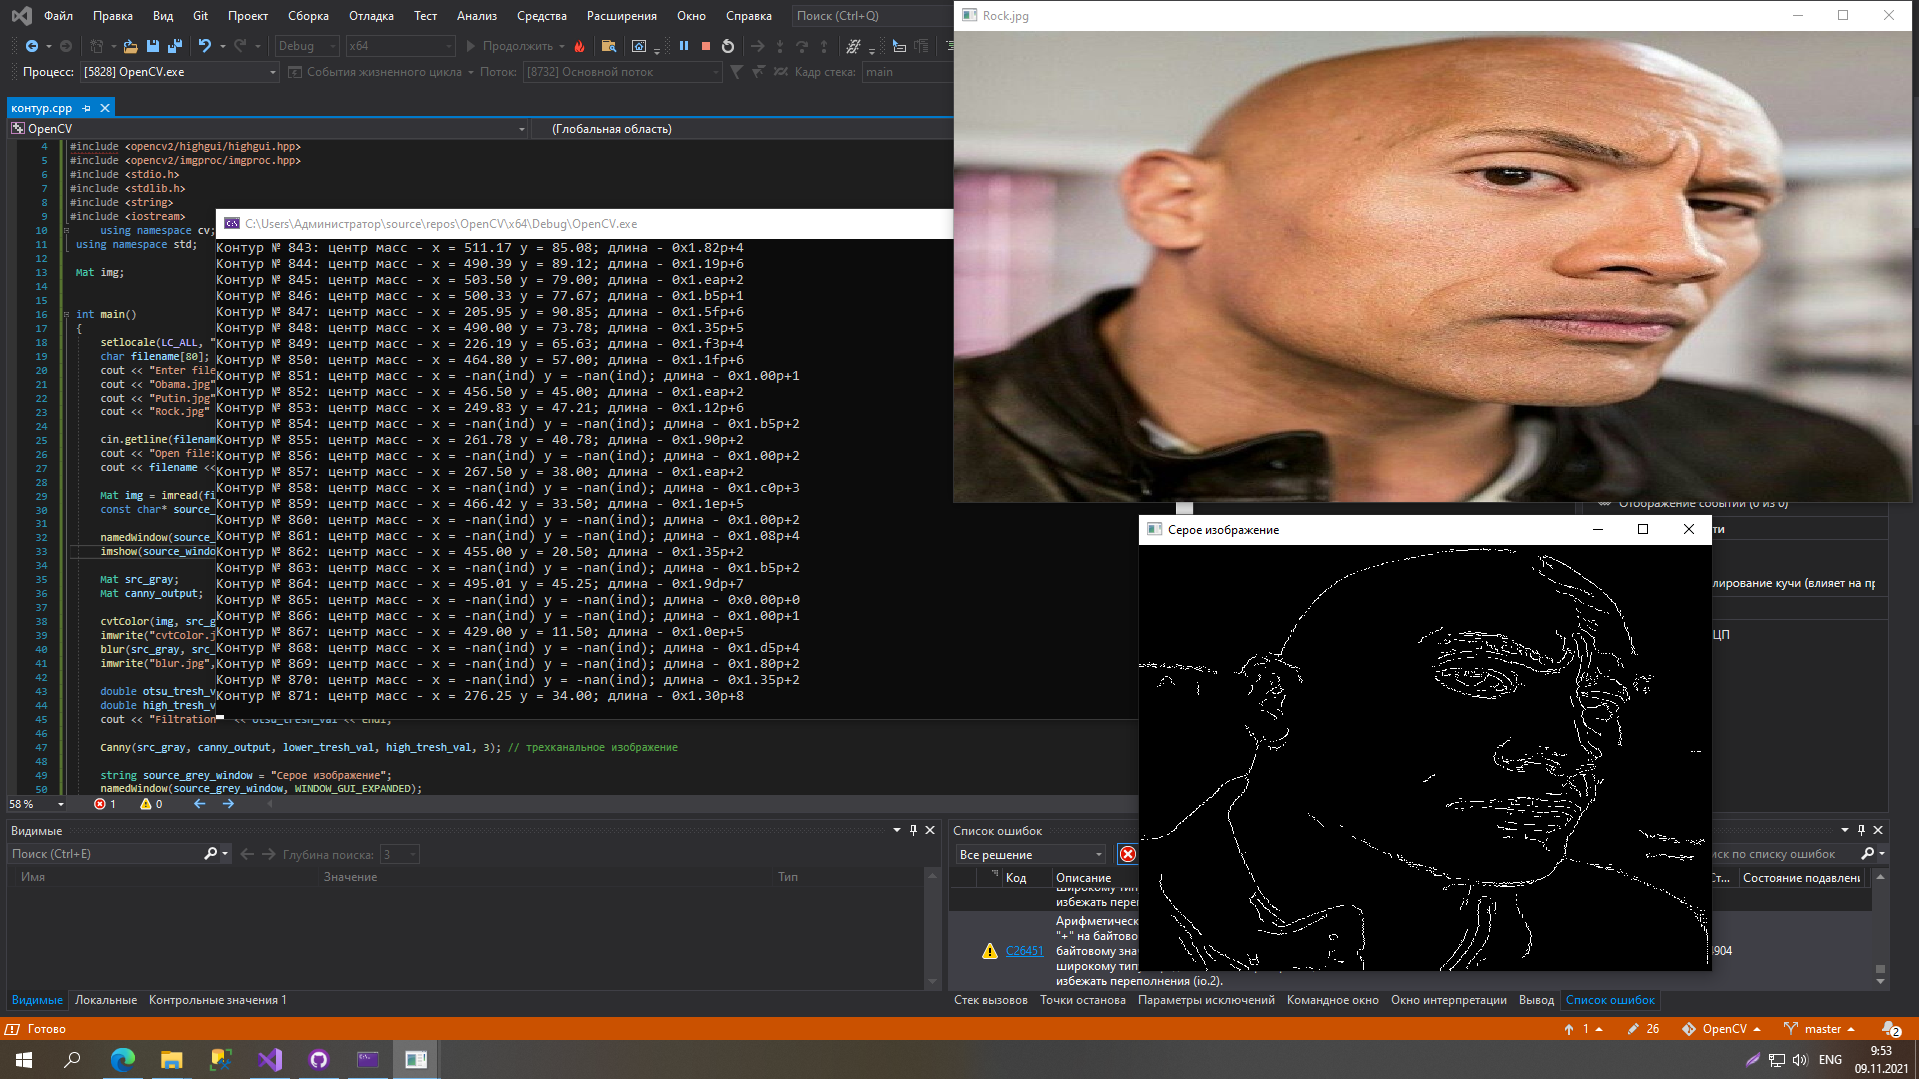 Файл Правка Вид Git Проект Сборка Отладка Тест Анализ Средства Расширения Окно Справка Поиск (Ctrl+Q)
Debug x64 Продолжить
Процесс: [5828] OpenCV.exe События жизненного цикла Поток: [8732] Основной поток Кадр стека: main
контур.cpp
OpenCV (Глобальная область)
4 #include <opencv2/highgui/highgui.hpp>
5 #include <opencv2/imgproc/imgproc.hpp>
6 #include <stdio.h>
7 #include <stdlib.h>
8 #include <string>
9 #include <iostream>
10 using namespace cv;
11 using namespace std;
12
13 Mat img;
14
15
16 int main()
17 {
18 setlocale(LC_ALL, "
19 char filename[80];
20 cout << "Enter file
21 cout << "Obama.jpg"
22 cout << "Putin.jpg"
23 cout << "Rock.jpg"
24
25 cin.getline(filenam
26 cout << "Open file:
27 cout << filename <<
28
29 Mat img = imread(fi
30 const char* source_
31
32 namedWindow(source_
33 imshow(source_windo
34
35 Mat src_gray;
36 Mat canny_output;
37
38 cvtColor(img, src_g
39 imwrite("cvtColor.j
40 blur(src_gray, src_
41 imwrite("blur.jpg",
42
43 double otsu_tresh_v
44 double high_tresh_v
45 cout << "Filtration" << otsu_tresh_val << endl;
46
47 Canny(src_gray, canny_output, lower_tresh_val, high_tresh_val, 3); // трехканальное изображение
48
49 string source_grey_window = "Серое изображение";
50 namedWindow(source_grey_window, WINDOW_GUI_EXPANDED);
58 % 1 0
C:\Users\Администратор\source\repos\OpenCV\x64\Debug\OpenCV.exe
Контур № 843: центр масс - x = 511.17 y = 85.08; длина - 0x1.82p+4
Контур № 844: центр масс - x = 490.39 y = 89.12; длина - 0x1.19p+6
Контур № 845: центр масс - x = 503.50 y = 79.00; длина - 0x1.eap+2
Контур № 846: центр масс - x = 500.33 y = 77.67; длина - 0x1.b5p+1
Контур № 847: центр масс - x = 205.95 y = 90.85; длина - 0x1.5fp+6
Контур № 848: центр масс - x = 490.00 y = 73.78; длина - 0x1.35p+5
Контур № 849: центр масс - x = 226.19 y = 65.63; длина - 0x1.f3p+4
Контур № 850: центр масс - x = 464.80 y = 57.00; длина - 0x1.1fp+6
Контур № 851: центр масс - x = -nan(ind) y = -nan(ind); длина - 0x1.00p+1
Контур № 852: центр масс - x = 456.50 y = 45.00; длина - 0x1.eap+2
Контур № 853: центр масс - x = 249.83 y = 47.21; длина - 0x1.12p+6
Контур № 854: центр масс - x = -nan(ind) y = -nan(ind); длина - 0x1.b5p+2
Контур № 855: центр масс - x = 261.78 y = 40.78; длина - 0x1.90p+2
Контур № 856: центр масс - x = -nan(ind) y = -nan(ind); длина - 0x1.00p+2
Контур № 857: центр масс - x = 267.50 y = 38.00; длина - 0x1.eap+2
Контур № 858: центр масс - x = -nan(ind) y = -nan(ind); длина - 0x1.c0p+3
Контур № 859: центр масс - x = 466.42 y = 33.50; длина - 0x1.1ep+5
Контур № 860: центр масс - x = -nan(ind) y = -nan(ind); длина - 0x1.00p+2
Контур № 861: центр масс - x = -nan(ind) y = -nan(ind); длина - 0x1.08p+4
Контур № 862: центр масс - x = 455.00 y = 20.50; длина - 0x1.35p+2
Контур № 863: центр масс - x = -nan(ind) y = -nan(ind); длина - 0x1.b5p+2
Контур № 864: центр масс - x = 495.01 y = 45.25; длина - 0x1.9dp+7
Контур № 865: центр масс - x = -nan(ind) y = -nan(ind); длина - 0x0.00p+0
Контур № 866: центр масс - x = -nan(ind) y = -nan(ind); длина - 0x1.00p+1
Контур № 867: центр масс - x = 429.00 y = 11.50; длина - 0x1.0ep+5
Контур № 868: центр масс - x = -nan(ind) y = -nan(ind); длина - 0x1.d5p+4
Контур № 869: центр масс - x = -nan(ind) y = -nan(ind); длина - 0x1.80p+2
Контур № 870: центр масс - x = -nan(ind) y = -nan(ind); длина - 0x1.35p+2
Контур № 871: центр масс - x = 276.25 y = 34.00; длина - 0x1.30p+8
Rock.jpg
Отображение событий (0 из 0)
ти
лирование кучи (влияет на пр
ЦП
Серое изображение
Видимые
Поиск (Ctrl+E) Глубина поиска: 3
Имя Значение Тип
Видимые Локальные Контрольные значения 1
Список ошибок
Все решение иск по списку ошибок
Код Описание Ст... Состояние подавлени
широкому тип
избежать переп
C26451 Арифметическ
"+" на байтово
байтовому зна 904
широкому типу
избежать переполнения (io.2).
Стек вызовов Точки останова Параметры исключений Командное окно Окно интерпретации Вывод Список ошибок
Готово 1 26 OpenCV master 2
ENG 9:53
09.11.2021